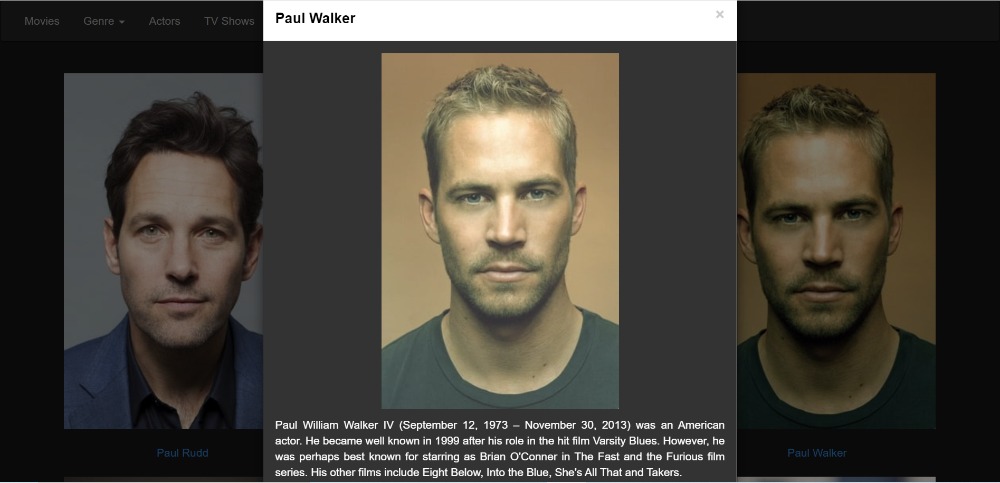 Movies Genre Actors TV Shows
Paul Walker ×
Paul William Walker IV (September 12, 1973 – November 30, 2013) was an American
actor. He became well known in 1999 after his role in the hit film Varsity Blues. However, he
was perhaps best known for starring as Brian O'Conner in The Fast and the Furious film
series. His other films include Eight Below, Into the Blue, She's All That and Takers.
Paul Rudd
Paul Walker